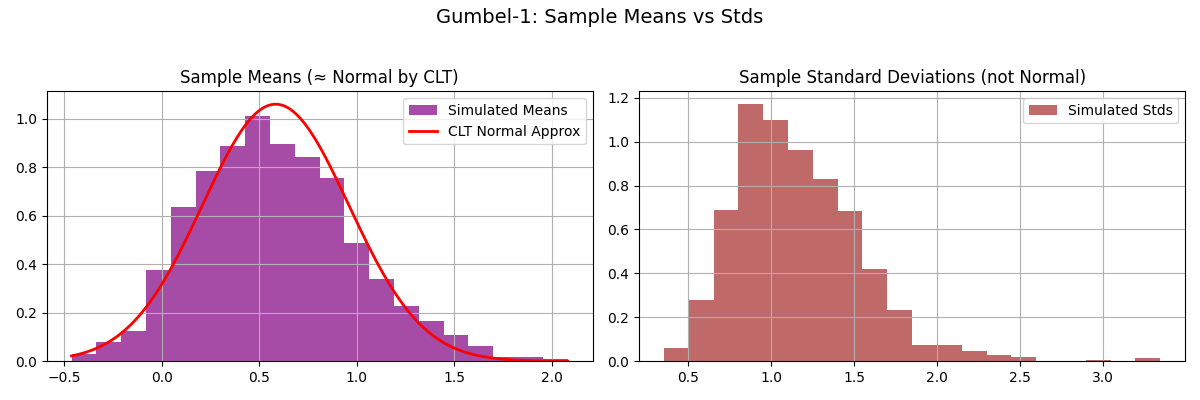 Gumbel-1: Sample Means vs Stds
Sample Means (≈ Normal by CLT)
Simulated Means
CLT Normal Approx
1.0
0.8
0.6
0.4
0.2
0.0
−0.5 0.0 0.5 1.0 1.5 2.0
Sample Standard Deviations (not Normal)
Simulated Stds
1.2
1.0
0.8
0.6
0.4
0.2
0.0
0.5 1.0 1.5 2.0 2.5 3.0